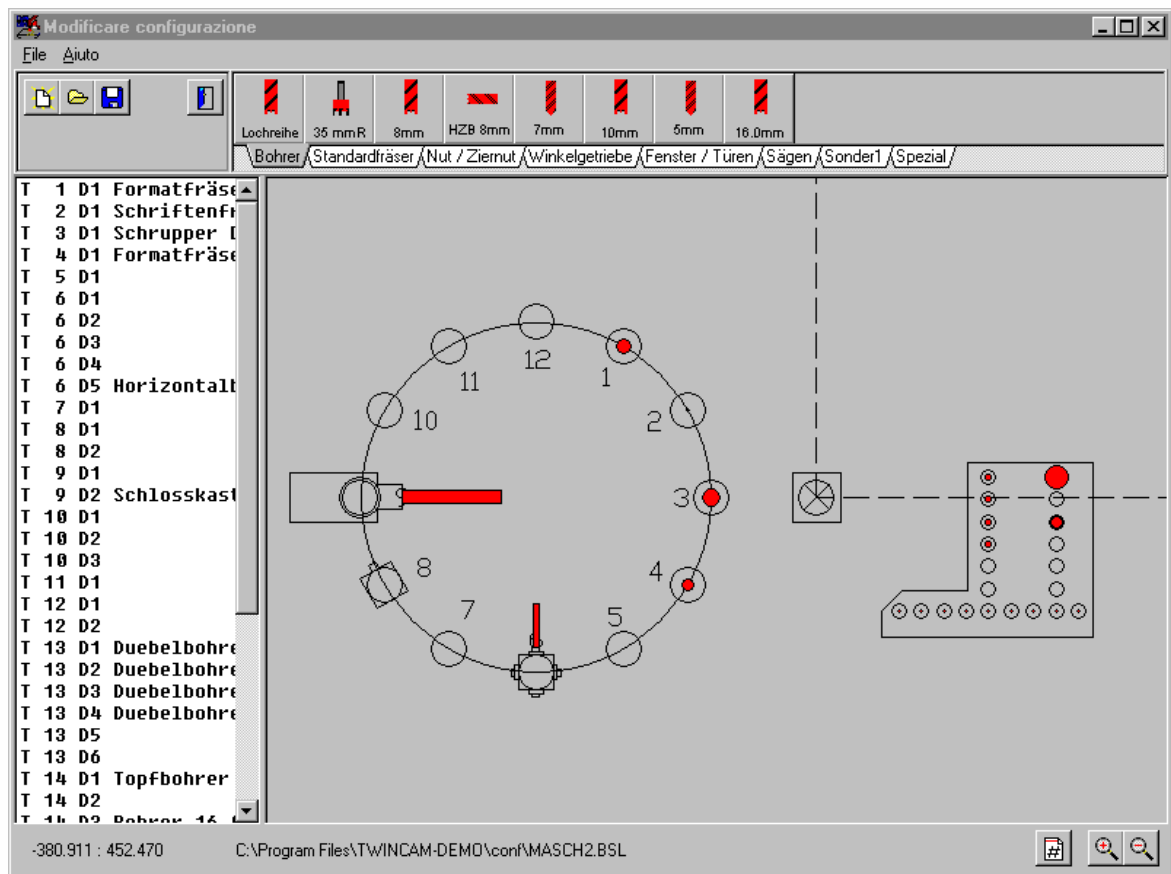 Modificare configurazione
File Aiuto
Lochreihe 35 mmR 8mm HZB 8mm 7mm 10mm 5mm 16.0mm
Bohrer Standardfräser Nut / Ziernut Winkelgetriebe Fenster / Türen Sägen Sonder1 Spezial
T 1 D1 Formatfräse
T 2 D1 Schriftenfr
T 3 D1 Schrupper D
T 4 D1 Formatfräse
T 5 D1
T 6 D1
T 6 D2
T 6 D3
T 6 D4
T 6 D5 Horizontalb
T 7 D1
T 8 D1
T 8 D2
T 9 D1
T 9 D2 Schlosskast
T 10 D1
T 10 D2
T 10 D3
T 11 D1
T 12 D1
T 12 D2
T 13 D1 Duebelbohre
T 13 D2 Duebelbohre
T 13 D3 Duebelbohre
T 13 D4 Duebelbohre
T 13 D5
T 13 D6
T 14 D1 Topfbohrer
T 14 D2
T 14 D3 Bohrer 16
12
1
2
3
4
5
6
7
8
10
11
-380.911 : 452.470 C:\Program Files\TWINCAM-DEMO\conf\MASCH2.BSL
#